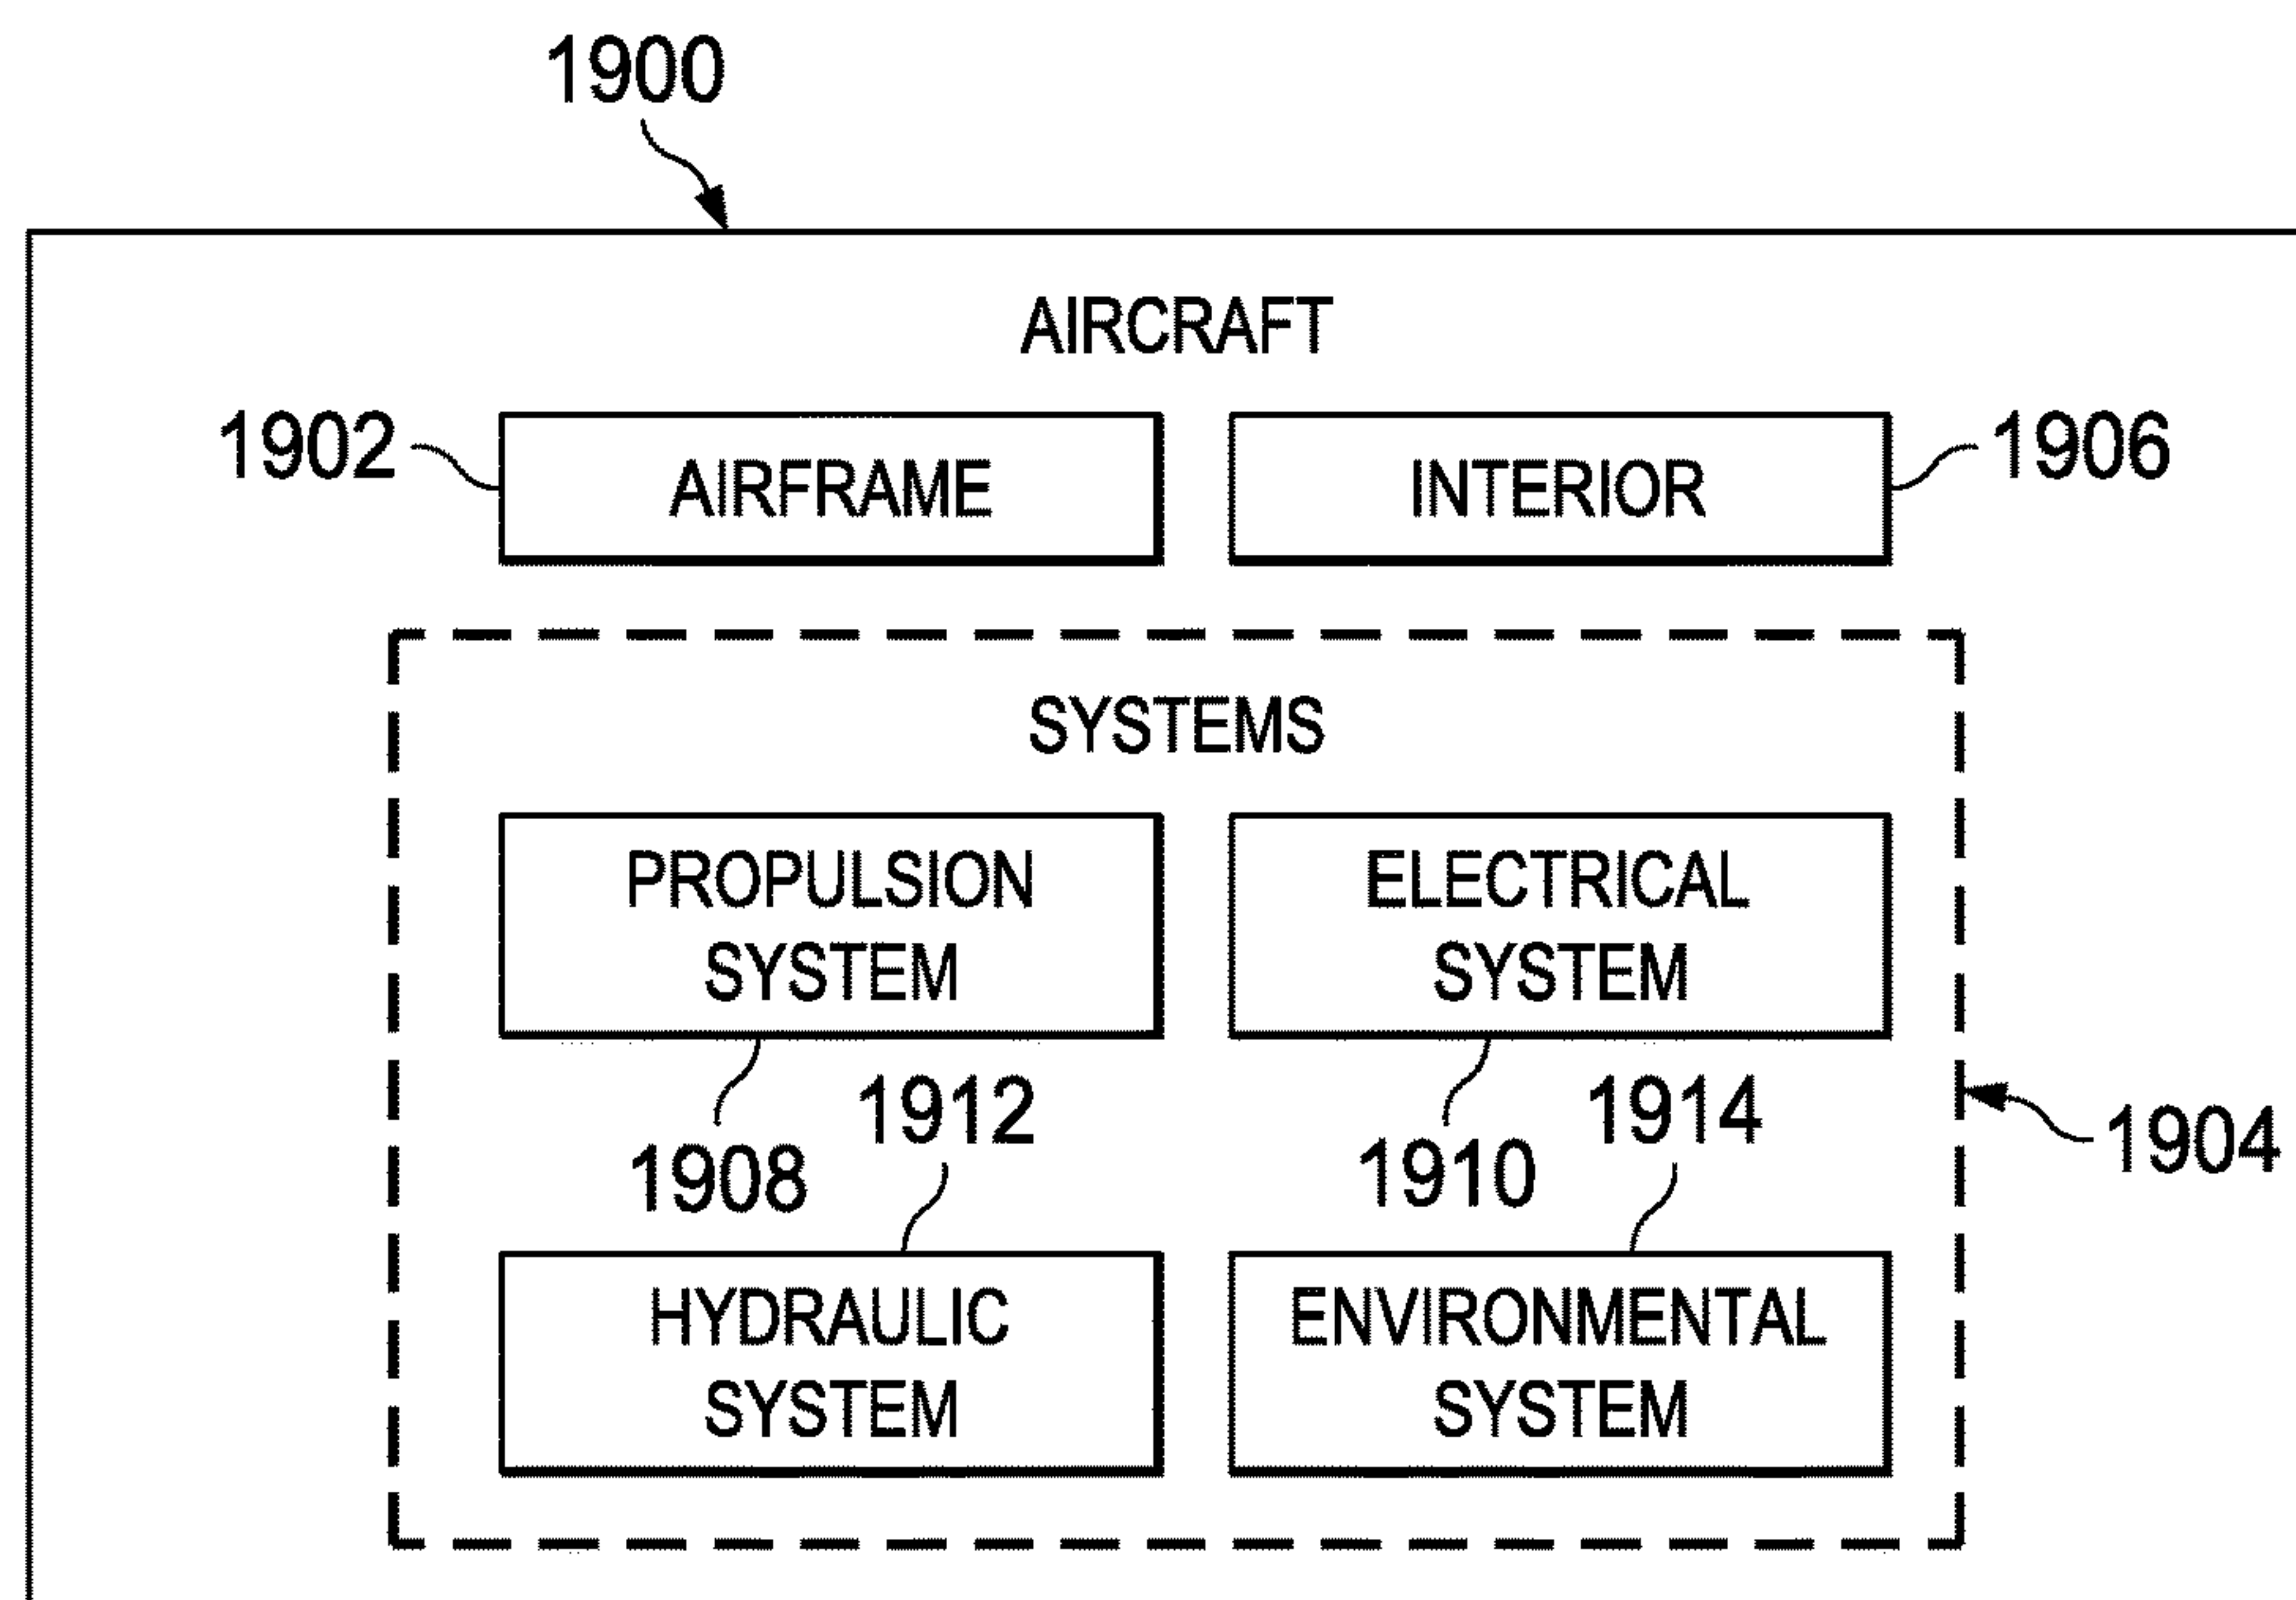 1900
AIRCRAFT
1902
AIRFRAME
INTERIOR
1906
SYSTEMS
PROPULSION
SYSTEM
ELECTRICAL
SYSTEM
1908
1912
1910
1914
1904
HYDRAULIC
SYSTEM
ENVIRONMENTAL
SYSTEM